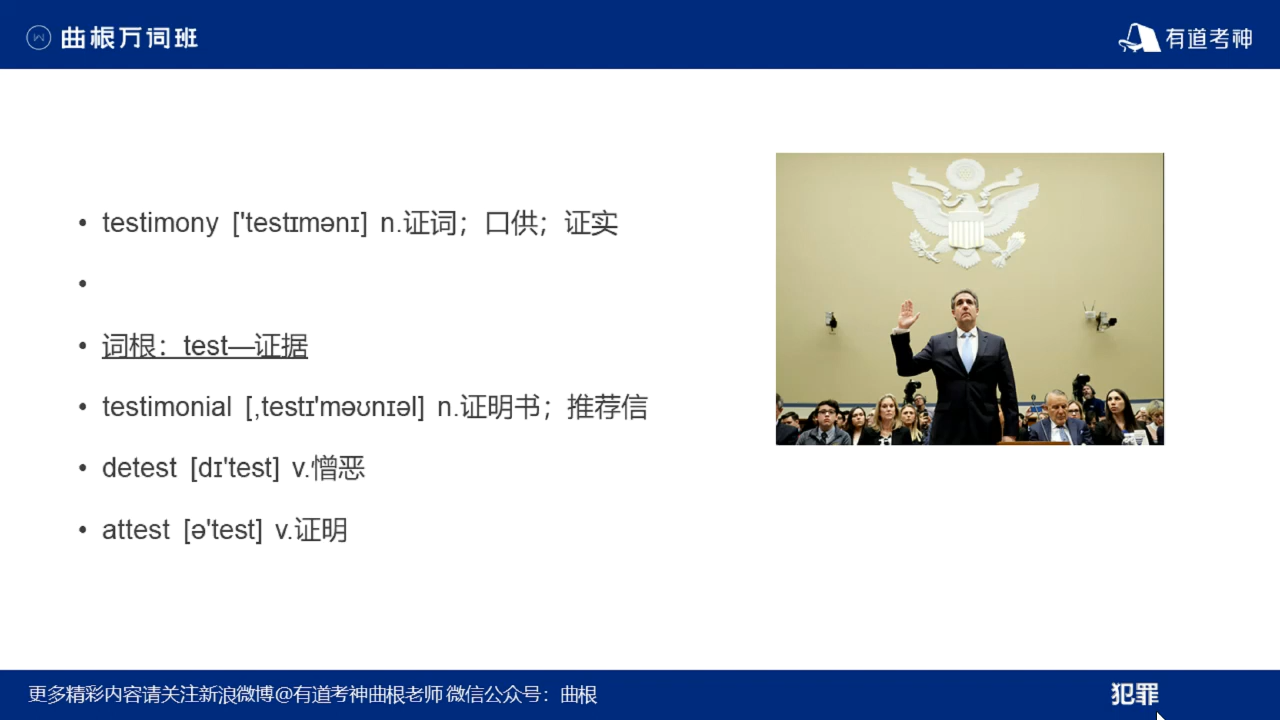 曲根万词班
有道考神
testimony ['testɪmənɪ] n.证词；口供；证实
词根：test—证据
testimonial [,testɪ'məʊnɪəl] n.证明书；推荐信
detest [dɪ'test] v.憎恶
attest [ə'test] v.证明
更多精彩内容请关注新浪微博@有道考神曲根老师 微信公众号：曲根
犯罪